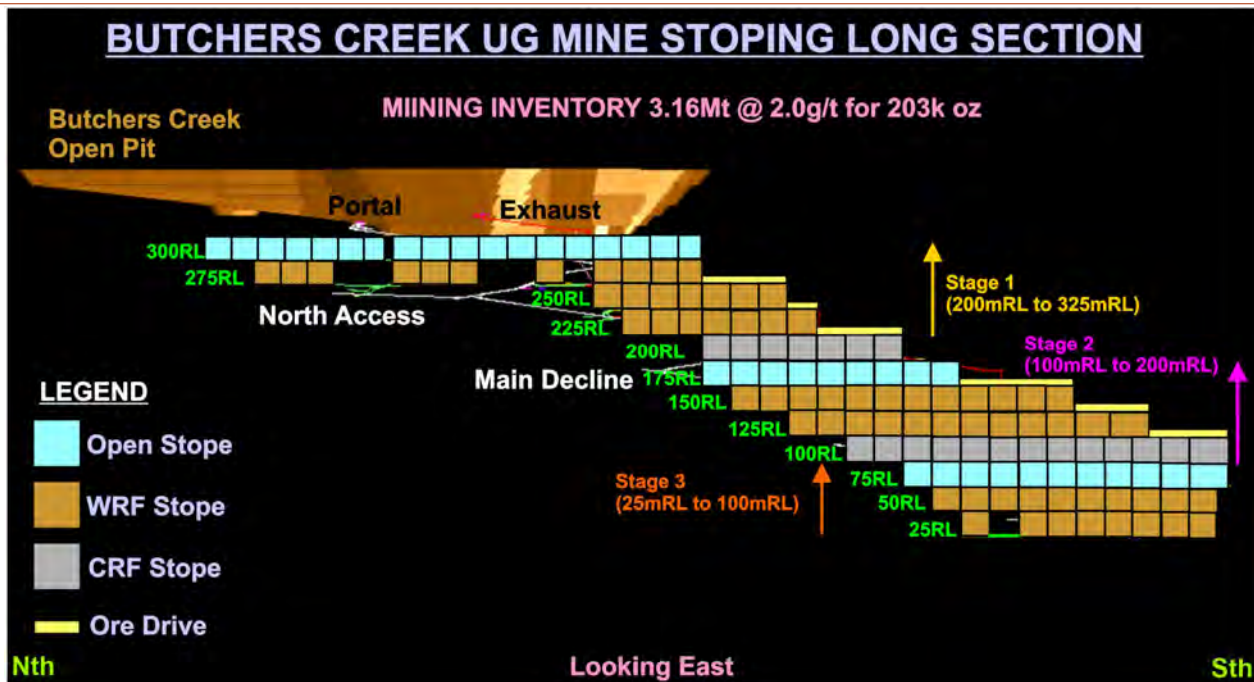 BUTCHERS CREEK UG MINE STOPING LONG SECTION
MIINING INVENTORY 3.16Mt @ 2.0g/t for 203k oz
Butchers Creek
Open Pit
Portal
Exhaust
300RL
275RL
250RL
North Access
225RL
200RL
Main Decline
175RL
150RL
125RL
100RL
75RL
50RL
25RL
Stage 1
(200mRL to 325mRL)
Stage 2
(100mRL to 200mRL)
Stage 3
(25mRL to 100mRL)
LEGEND
Open Stope
WRF Stope
CRF Stope
Ore Drive
Nth
Looking East
Sth